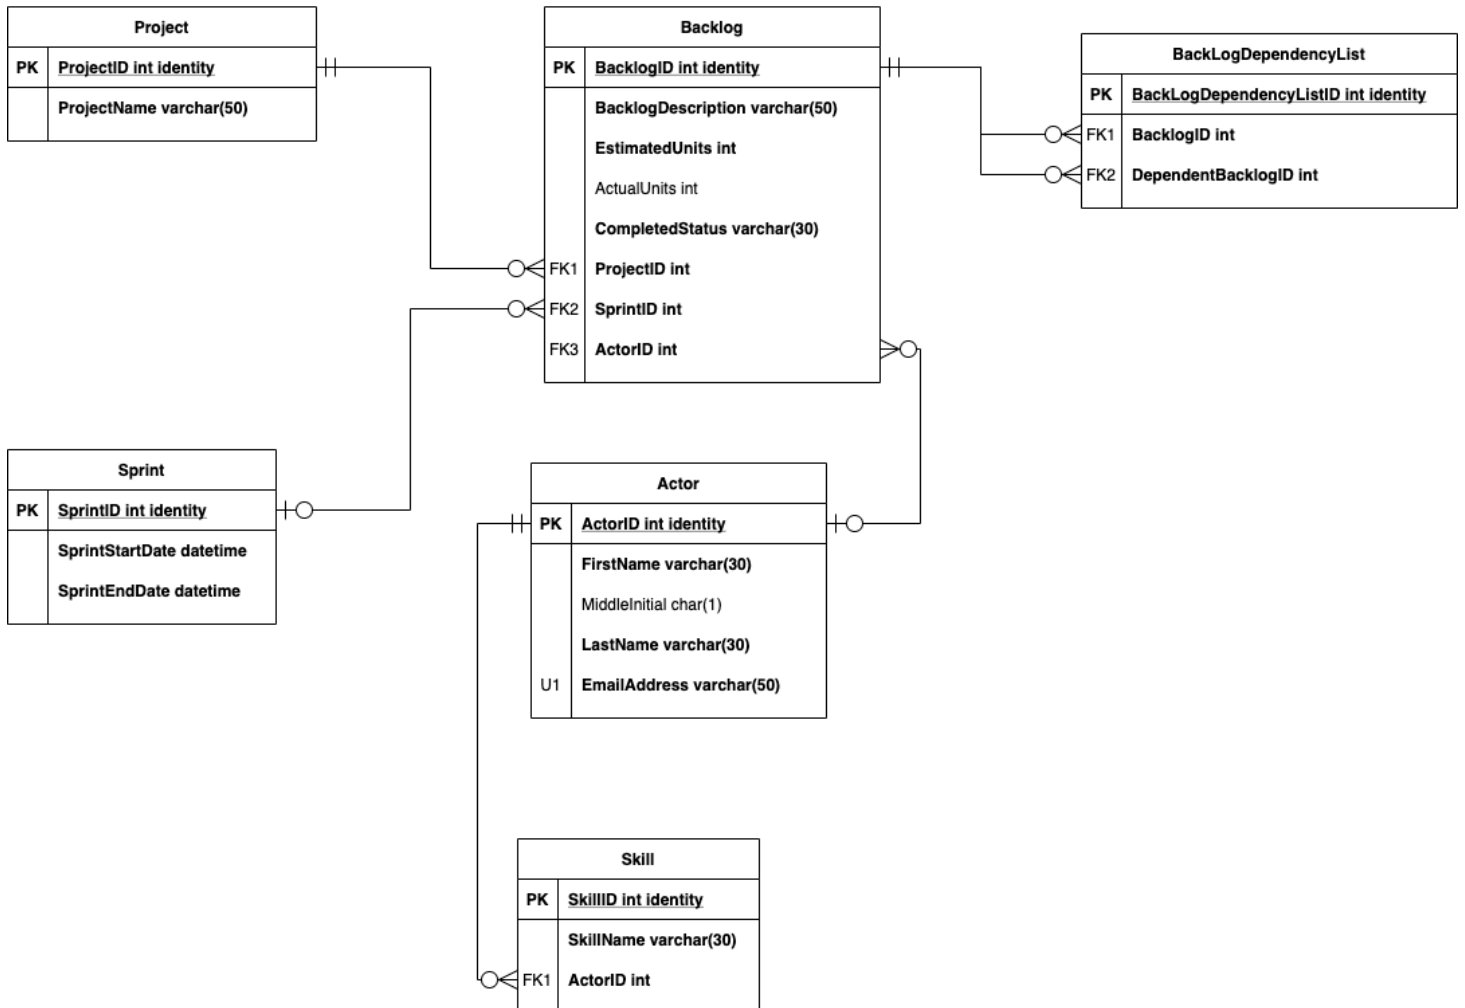 Project
PK ProjectID int identity
ProjectName varchar(50)
Backlog
PK BacklogID int identity
BacklogDescription varchar(50)
EstimatedUnits int
ActualUnits int
CompletedStatus varchar(30)
FK1 ProjectID int
FK2 SprintID int
FK3 ActorID int
BackLogDependencyList
PK BackLogDependencyListID int identity
FK1 BacklogID int
FK2 DependentBacklogID int
Sprint
PK SprintID int identity
SprintStartDate datetime
SprintEndDate datetime
Actor
PK ActorID int identity
FirstName varchar(30)
MiddleInitial char(1)
LastName varchar(30)
U1 EmailAddress varchar(50)
Skill
PK SkillID int identity
SkillName varchar(30)
FK1 ActorID int